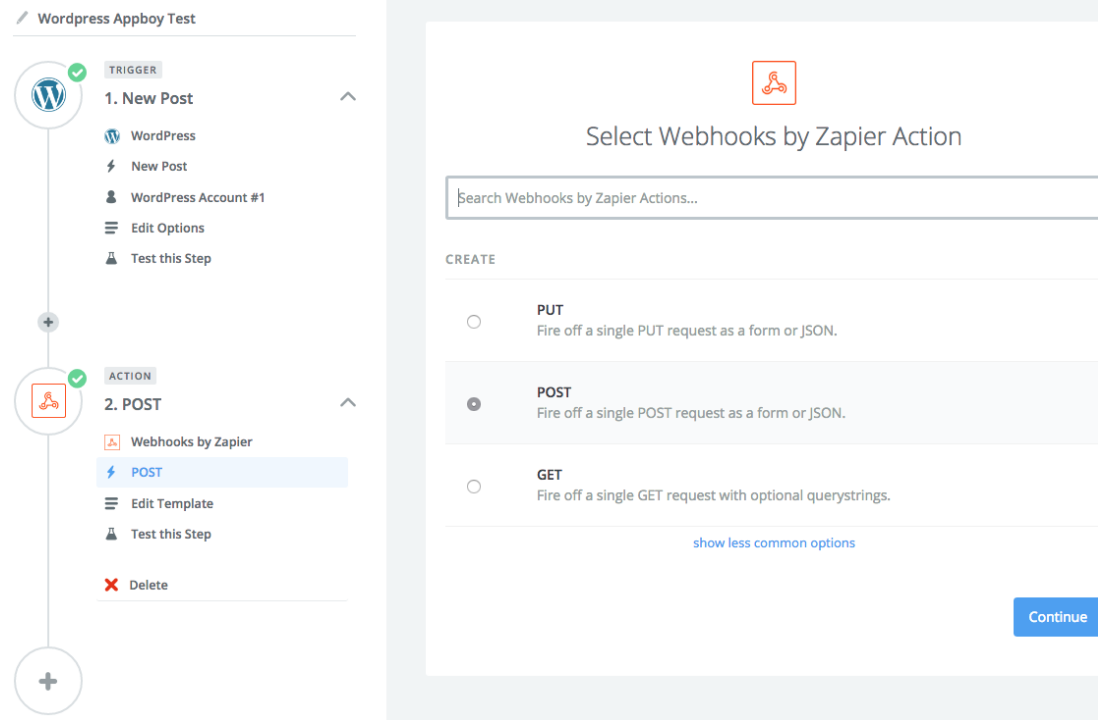 Wordpress Appboy Test
TRIGGER
1. New Post
WordPress
New Post
WordPress Account #1
Edit Options
Test this Step
ACTION
2. POST
Webhooks by Zapier
POST
Edit Template
Test this Step
Delete
Select Webhooks by Zapier Action
Search Webhooks by Zapier Actions...
CREATE
PUT
Fire off a single PUT request as a form or JSON.
POST
Fire off a single POST request as a form or JSON.
GET
Fire off a single GET request with optional querystrings.
show less common options
Continue